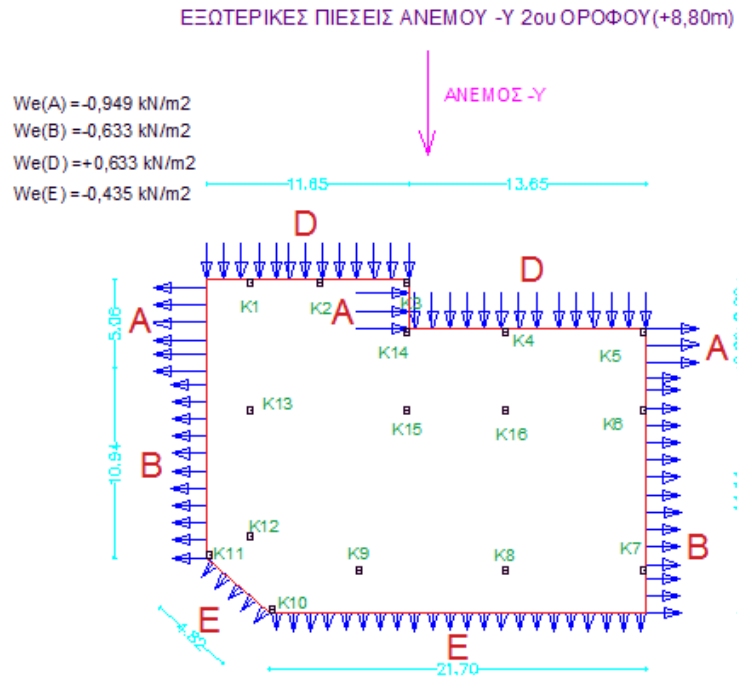 ΕΞΩΤΕΡΙΚΕΣ ΠΙΕΣΕΙΣ ΑΝΕΜΟΥ -Υ 2ου ΟΡΟΦΟΥ(+8,80m)
ΑΝΕΜΟΣ -Υ
We(A) =-0,949 kN/m2
We(B) =-0,633 kN/m2
We(D) =+0,633 kN/m2
We(E) =-0,435 kN/m2
11.65
13.65
D
D
A
A
A
K1
K2
K3
K14
K4
K5
5.06
K13
K15
K16
K6
B
10.94
K12
K11
K9
K8
K7
B
K10
E
4.82
E
21.70